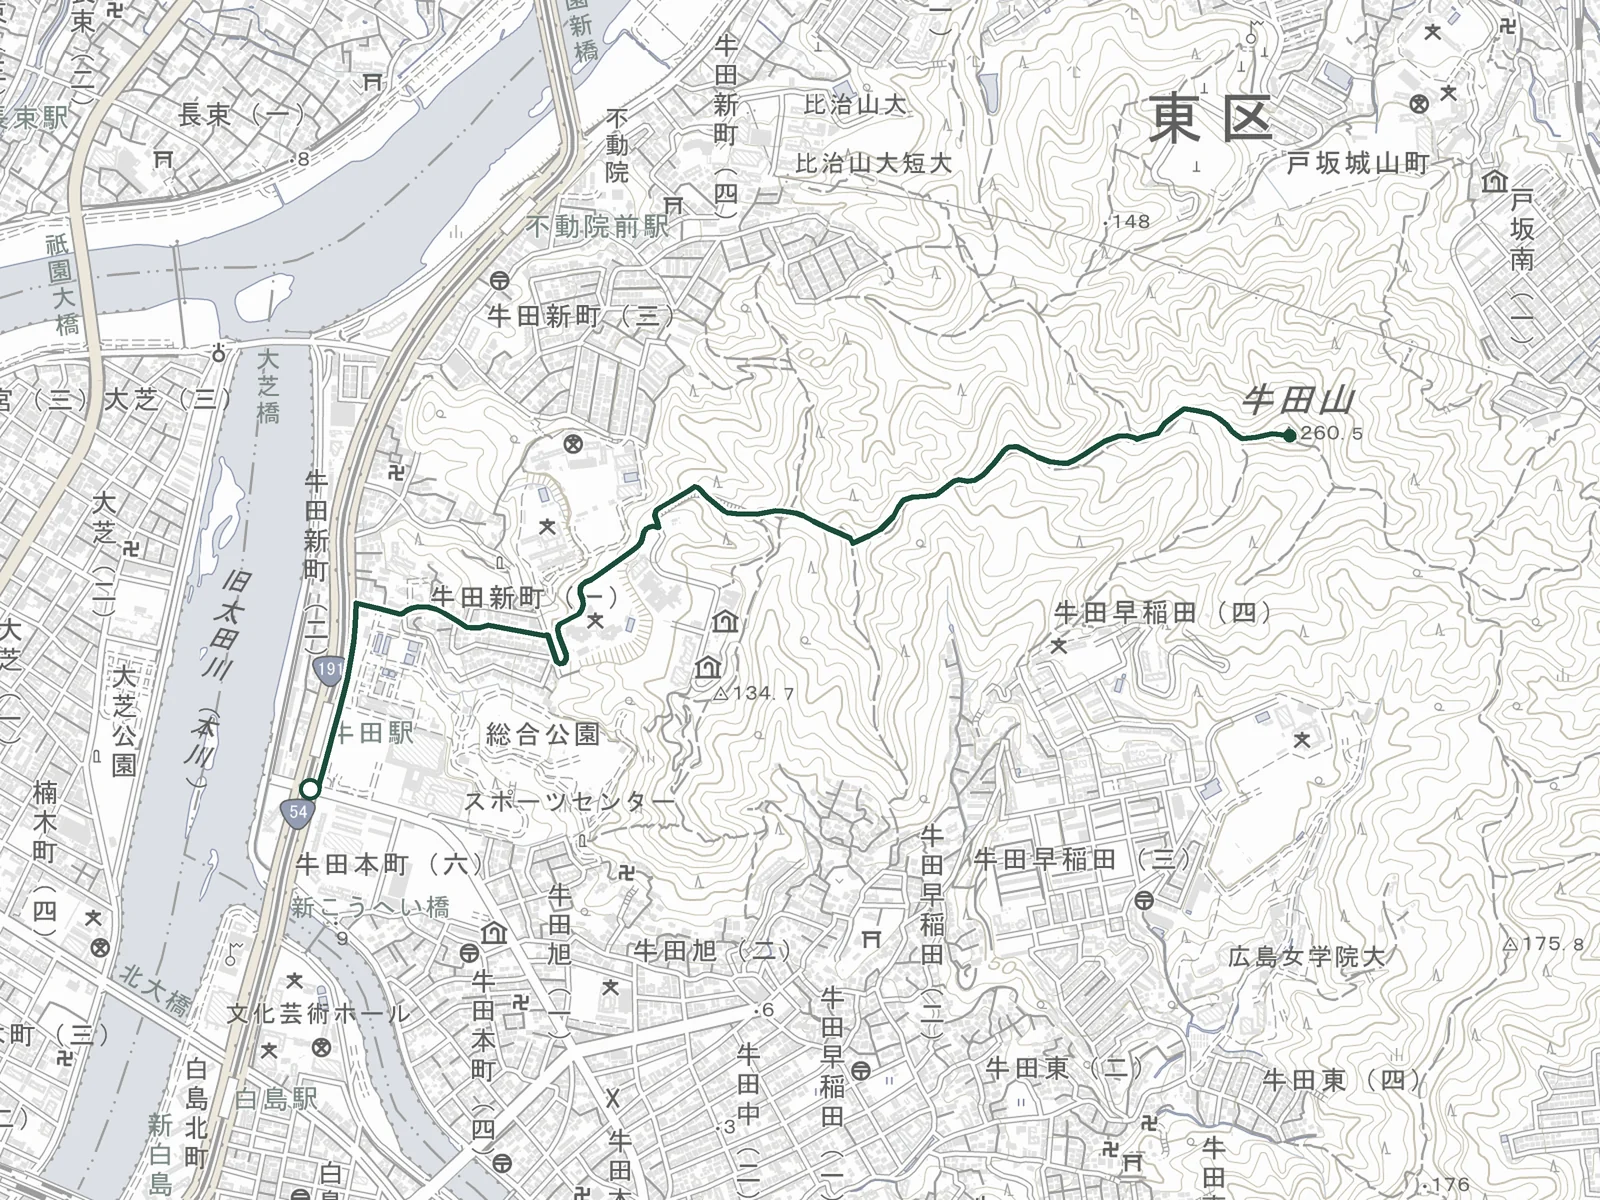 園新橋
長束（二）
長束駅
長束（一）
8
祇園大橋
不動院
不動院前駅
牛田新町（四）
比治山大
比治山大短大
東区
戸坂城山町
戸坂南（一）
148
牛田新町（三）
大芝橋
宮（三）
大芝（三）
大芝（二）
牛田新町（二）
旧太田川（本川）
牛田山
260.5
牛田新町（一）
牛田早稲田（四）
191
大芝公園
134.7
牛田駅
総合公園
スポーツセンター
54
楠木町（四）
牛田本町（六）
新こうへい橋
9
牛田旭（一）
牛田旭（二）
牛田早稲田（二）
牛田早稲田（三）
広島女学院大
175.8
北大橋
文化芸術ホール
牛田本町（四）
6
牛田中（二）
牛田早稲田（一）
牛田東（二）
牛田東（四）
白島駅
白島北町
新白島
3
176